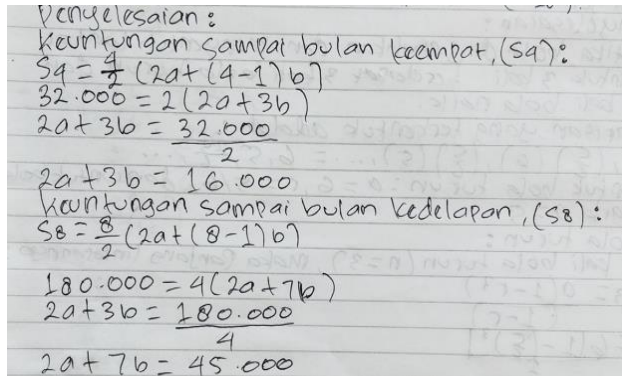 Penyelesaian :
Keuntungan sampai bulan keempat, (S4) :
S4 = 4/2 (2a + (4-1) b)
32.000 = 2 (2a + 3b)
2a + 3b = 32.000/2
2a + 3b = 16.000
Keuntungan sampai bulan kedelapan, (S8) :
S8 = 8/2 (2a + (8-1) b)
180.000 = 4 (2a + 7b)
2a + 3b = 180.000/4
2a + 7b = 45.000